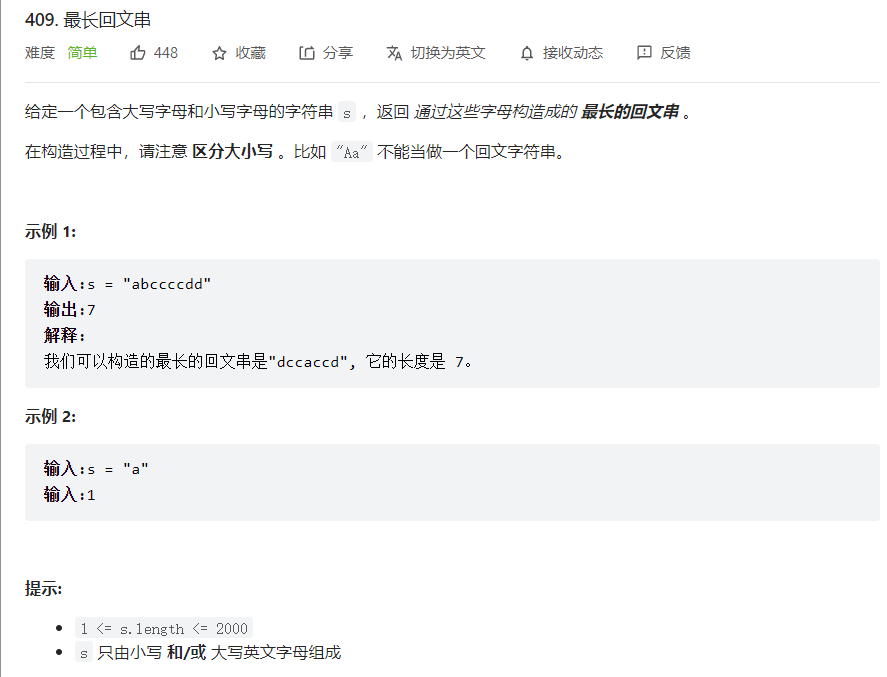 409. 最长回文串
难度 简单 448 收藏 分享 切换为英文 接收动态 反馈
给定一个包含大写字母和小写字母的字符串 s ，返回 通过这些字母构造成的 最长的回文串 。
在构造过程中，请注意 区分大小写 。比如 "Aa" 不能当做一个回文字符串。
示例 1:
输入:s = "abccccdd"
输出:7
解释:
我们可以构造的最长的回文串是"dccaccd", 它的长度是 7。
示例 2:
输入:s = "a"
输入:1
提示:
1 <= s.length <= 2000
s 只由小写 和/或 大写英文字母组成